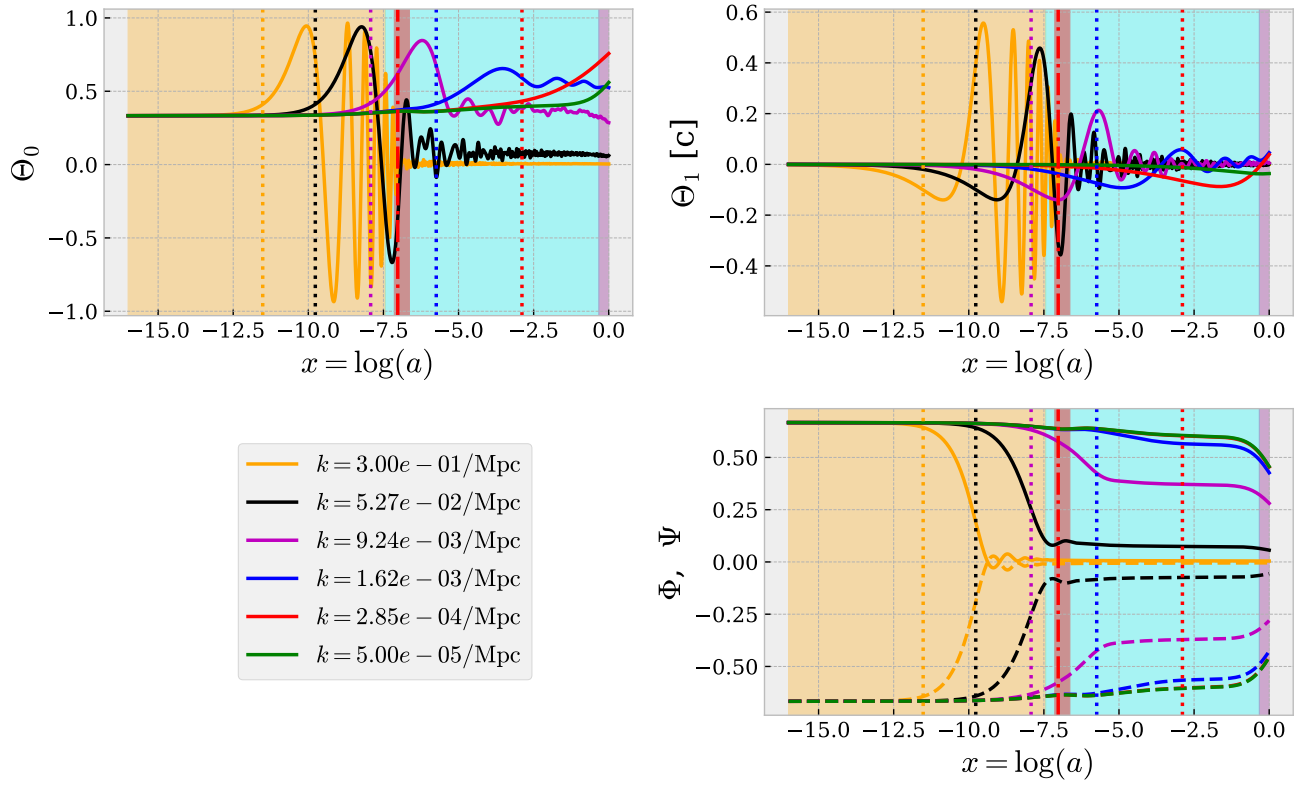 1.0
0.5
0.0
−0.5
−1.0
Θ0
−15.0 −12.5 −10.0 −7.5 −5.0 −2.5 0.0
x = log(a)
0.6
0.4
0.2
0.0
−0.2
−0.4
Θ1 [c]
−15.0 −12.5 −10.0 −7.5 −5.0 −2.5 0.0
x = log(a)
k = 3.00e − 01/Mpc
k = 5.27e − 02/Mpc
k = 9.24e − 03/Mpc
k = 1.62e − 03/Mpc
k = 2.85e − 04/Mpc
k = 5.00e − 05/Mpc
0.50
0.25
0.00
−0.25
−0.50
Φ, Ψ
−15.0 −12.5 −10.0 −7.5 −5.0 −2.5 0.0
x = log(a)